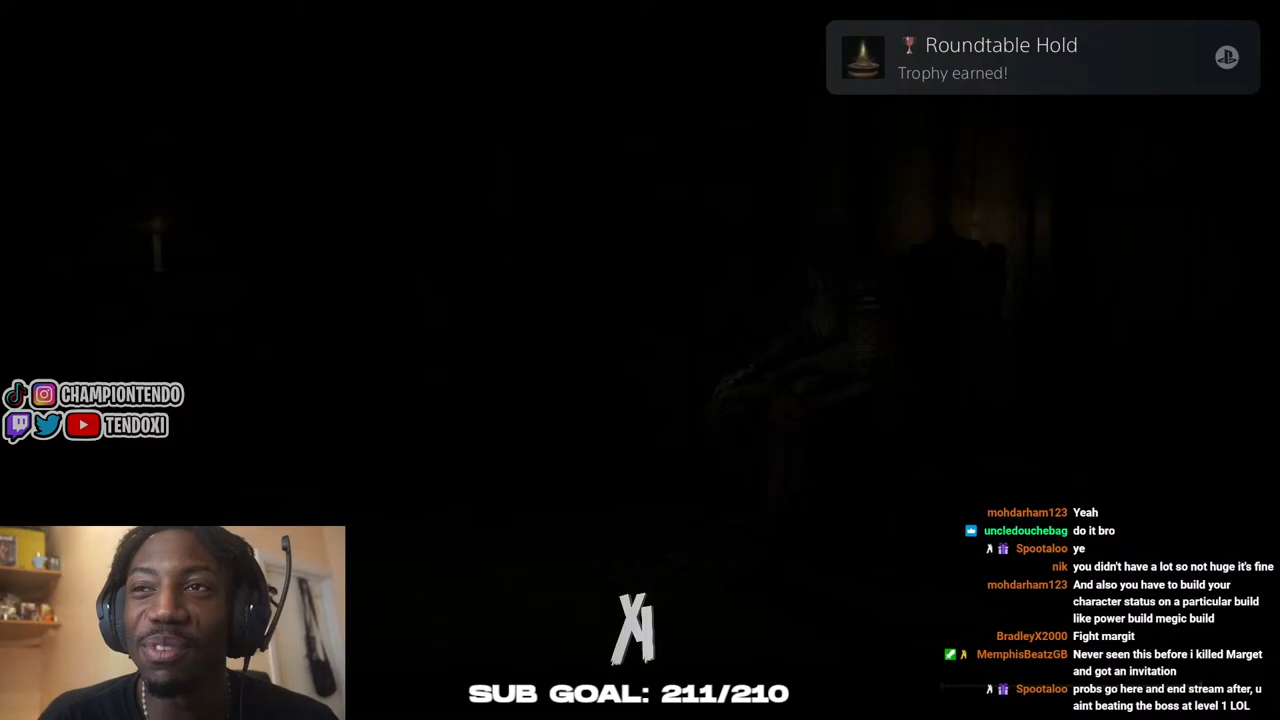 Roundtable Hold
Trophy earned!
CHAMPIONTENDO
TENDOXI
mohdarham123 Yeah
uncledouchebag do it bro
Spootaloo ye
nik you didn't have a lot so not huge it's fine
mohdarham123 And also you have to build your
character status on a particular build
like power build megic build
BradleyX2000 Fight margit
MemphisBeatzGB Never seen this before i killed Marget
and got an invitation
Spootaloo probs go here and end stream after, u
aint beating the boss at level 1 LOL
XI
SUB GOAL: 211/210